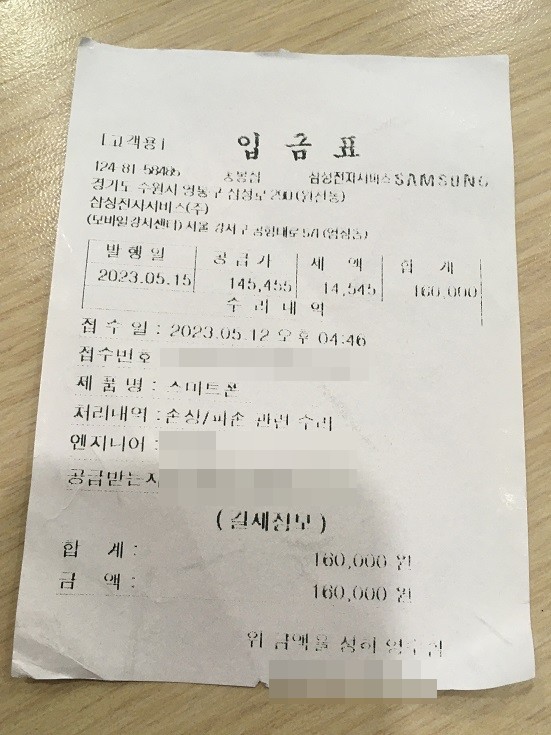 [고객용] 입 금 표
124-81-58485 송봉섭 삼성전자서비스 SAMSUNG
경기도 수원시 영통구 삼성로 290 (원천동)
삼성전자서비스(주)
(모바일강서센터) 서울 강서구 공항대로 571 (염창동)
발 행 일 공 급 가 세 액 합 계
2023.05.15 145,455 14,545 160,000
수 리 내 역
접 수 일 : 2023.05.12 오후 04:46
접수번호
제 품 명 : 스마트폰
처리내역 : 손상/파손 관련 수리
엔지니어 :
공급받는자
( 결제정보 )
합 계 : 160,000 원
금 액 : 160,000 원
위 금액을 정히 영수함